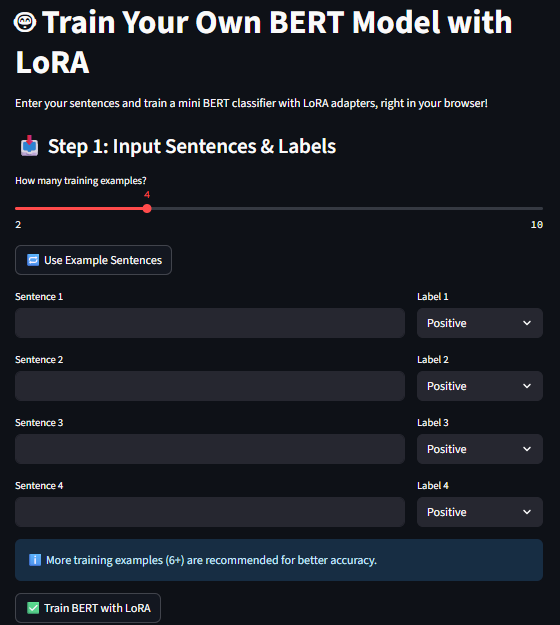 Train Your Own BERT Model with
LoRA
Enter your sentences and train a mini BERT classifier with LoRA adapters, right in your browser!
Step 1: Input Sentences & Labels
How many training examples?
4
2 10
Use Example Sentences
Sentence 1 Label 1
Positive
Sentence 2 Label 2
Positive
Sentence 3 Label 3
Positive
Sentence 4 Label 4
Positive
More training examples (6+) are recommended for better accuracy.
Train BERT with LoRA